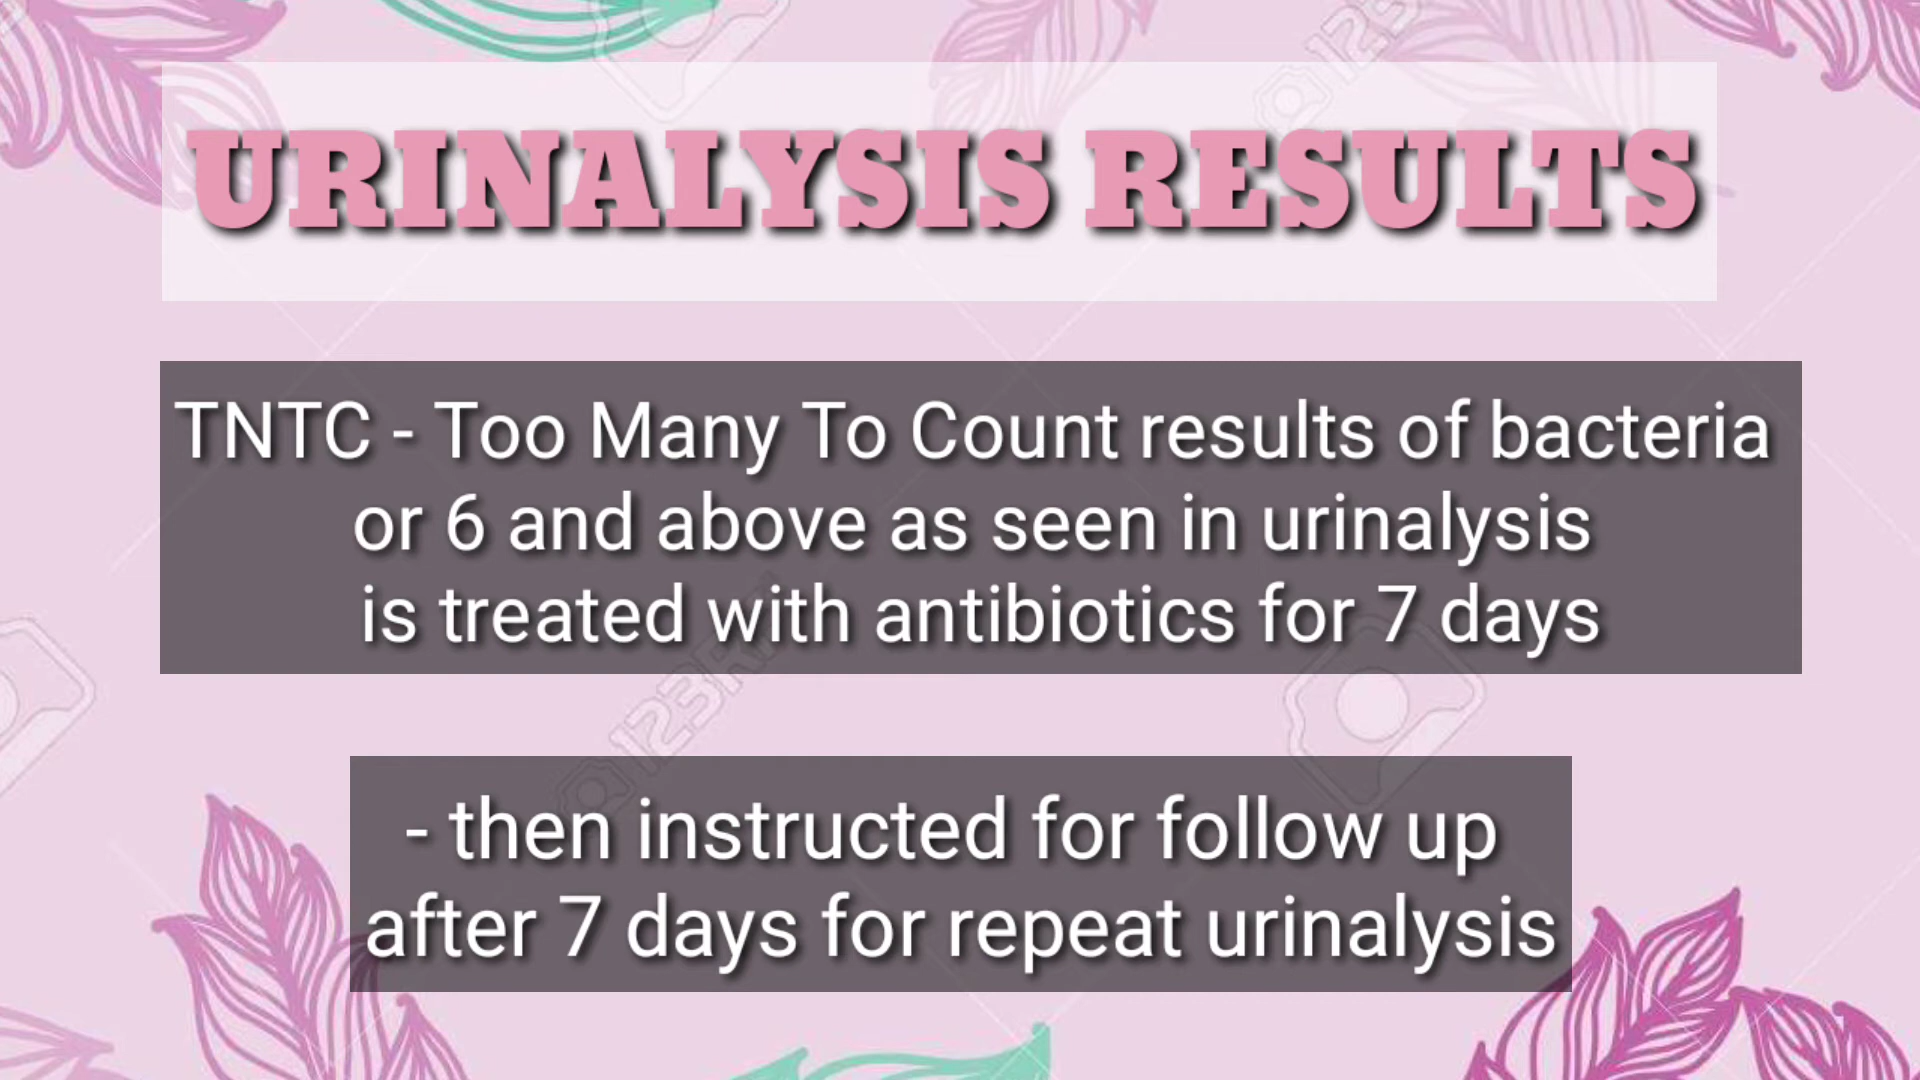 URINALYSIS RESULTS
TNTC - Too Many To Count results of bacteria
or 6 and above as seen in urinalysis
is treated with antibiotics for 7 days
- then instructed for follow up
after 7 days for repeat urinalysis